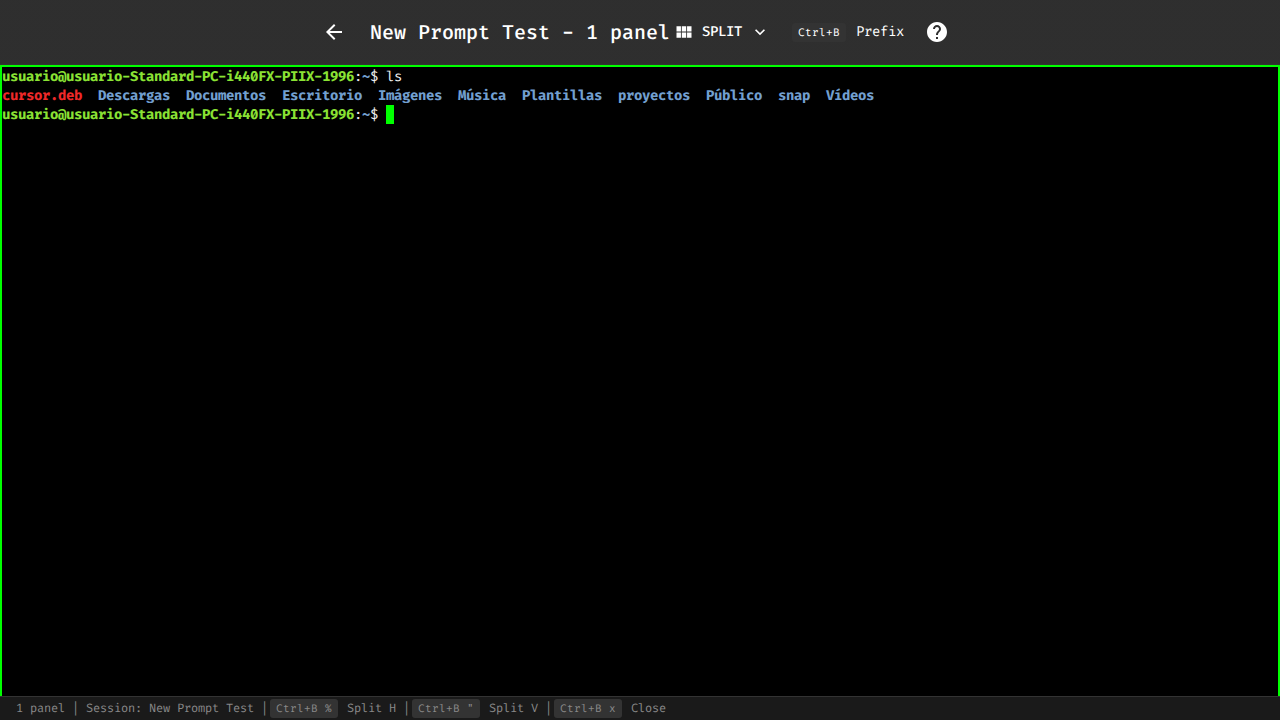 New Prompt Test - 1 panel SPLIT Ctrl+B Prefix
usuario@usuario-Standard-PC-i440FX-PIIX-1996:~$ ls
cursor.deb Descargas Documentos Escritorio Imágenes Música Plantillas proyectos Público snap Vídeos
usuario@usuario-Standard-PC-i440FX-PIIX-1996:~$
1 panel | Session: New Prompt Test | Ctrl+B % Split H | Ctrl+B " Split V | Ctrl+B x Close